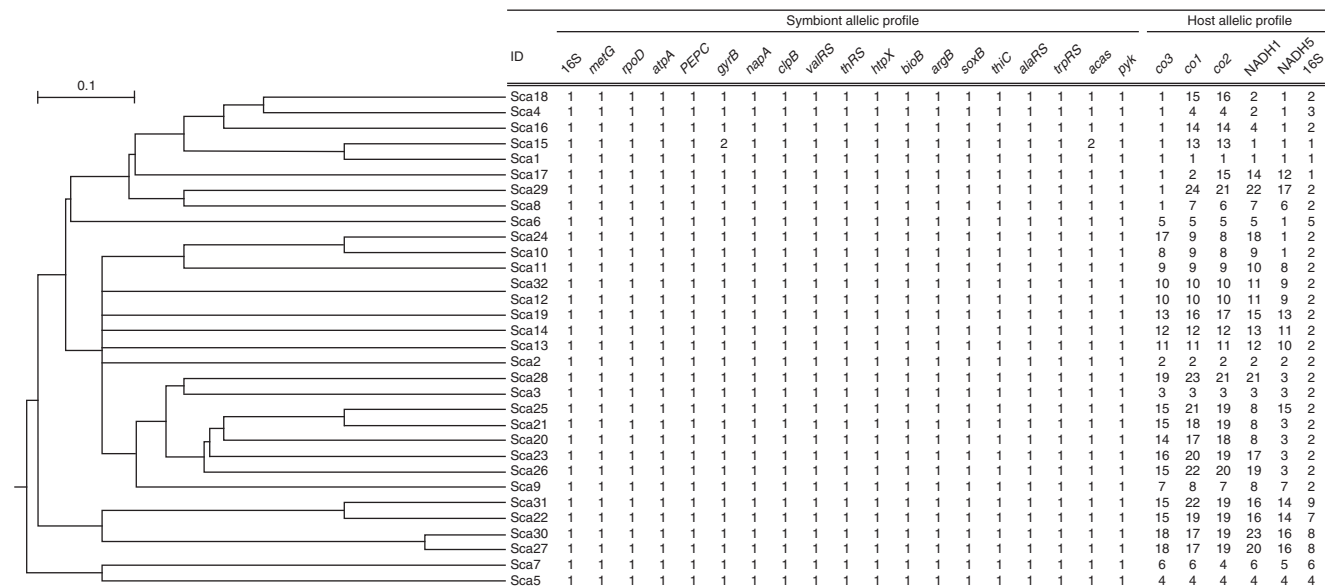 Symbiont allelic profile Host allelic profile
ID 16S metG rpoD atpA PEPC gyrB napA clpB valRS thRS htpX bioB argB soxB thiC alaRS trpRS acas pyk co3 co1 co2 NADH1 NADH5 16S
0.1
Sca18 1 1 1 1 1 1 1 1 1 1 1 1 1 1 1 1 1 1 1 1 15 16 2 1 2
Sca4 1 1 1 1 1 1 1 1 1 1 1 1 1 1 1 1 1 1 1 1 4 4 2 1 3
Sca16 1 1 1 1 1 1 1 1 1 1 1 1 1 1 1 1 1 1 1 1 14 14 4 1 2
Sca15 1 1 1 1 1 2 1 1 1 1 1 1 1 1 1 1 1 2 1 1 13 13 1 1 1
Sca1 1 1 1 1 1 1 1 1 1 1 1 1 1 1 1 1 1 1 1 1 1 1 1 1 1
Sca17 1 1 1 1 1 1 1 1 1 1 1 1 1 1 1 1 1 1 1 1 2 15 14 12 1
Sca29 1 1 1 1 1 1 1 1 1 1 1 1 1 1 1 1 1 1 1 1 24 21 22 17 2
Sca8 1 1 1 1 1 1 1 1 1 1 1 1 1 1 1 1 1 1 1 1 7 6 7 6 2
Sca6 1 1 1 1 1 1 1 1 1 1 1 1 1 1 1 1 1 1 1 5 5 5 5 1 5
Sca24 1 1 1 1 1 1 1 1 1 1 1 1 1 1 1 1 1 1 1 17 9 8 18 1 2
Sca10 1 1 1 1 1 1 1 1 1 1 1 1 1 1 1 1 1 1 1 8 9 8 9 1 2
Sca11 1 1 1 1 1 1 1 1 1 1 1 1 1 1 1 1 1 1 1 9 9 9 10 8 2
Sca32 1 1 1 1 1 1 1 1 1 1 1 1 1 1 1 1 1 1 1 10 10 10 11 9 2
Sca12 1 1 1 1 1 1 1 1 1 1 1 1 1 1 1 1 1 1 1 10 10 10 11 9 2
Sca19 1 1 1 1 1 1 1 1 1 1 1 1 1 1 1 1 1 1 1 13 16 17 15 13 2
Sca14 1 1 1 1 1 1 1 1 1 1 1 1 1 1 1 1 1 1 1 12 12 12 13 11 2
Sca13 1 1 1 1 1 1 1 1 1 1 1 1 1 1 1 1 1 1 1 11 11 11 12 10 2
Sca2 1 1 1 1 1 1 1 1 1 1 1 1 1 1 1 1 1 1 1 2 2 2 2 2 2
Sca28 1 1 1 1 1 1 1 1 1 1 1 1 1 1 1 1 1 1 1 19 23 21 21 3 2
Sca3 1 1 1 1 1 1 1 1 1 1 1 1 1 1 1 1 1 1 1 3 3 3 3 3 2
Sca25 1 1 1 1 1 1 1 1 1 1 1 1 1 1 1 1 1 1 1 15 21 19 8 15 2
Sca21 1 1 1 1 1 1 1 1 1 1 1 1 1 1 1 1 1 1 1 15 18 19 8 3 2
Sca20 1 1 1 1 1 1 1 1 1 1 1 1 1 1 1 1 1 1 1 14 17 18 8 3 2
Sca23 1 1 1 1 1 1 1 1 1 1 1 1 1 1 1 1 1 1 1 16 20 19 17 3 2
Sca26 1 1 1 1 1 1 1 1 1 1 1 1 1 1 1 1 1 1 1 15 22 20 19 3 2
Sca9 1 1 1 1 1 1 1 1 1 1 1 1 1 1 1 1 1 1 1 7 8 7 8 7 2
Sca31 1 1 1 1 1 1 1 1 1 1 1 1 1 1 1 1 1 1 1 15 22 19 16 14 9
Sca22 1 1 1 1 1 1 1 1 1 1 1 1 1 1 1 1 1 1 1 15 19 19 16 14 7
Sca30 1 1 1 1 1 1 1 1 1 1 1 1 1 1 1 1 1 1 1 18 17 19 23 16 8
Sca27 1 1 1 1 1 1 1 1 1 1 1 1 1 1 1 1 1 1 1 18 17 19 20 16 8
Sca7 1 1 1 1 1 1 1 1 1 1 1 1 1 1 1 1 1 1 1 6 6 4 6 5 6
Sca5 1 1 1 1 1 1 1 1 1 1 1 1 1 1 1 1 1 1 1 4 4 4 4 4 4